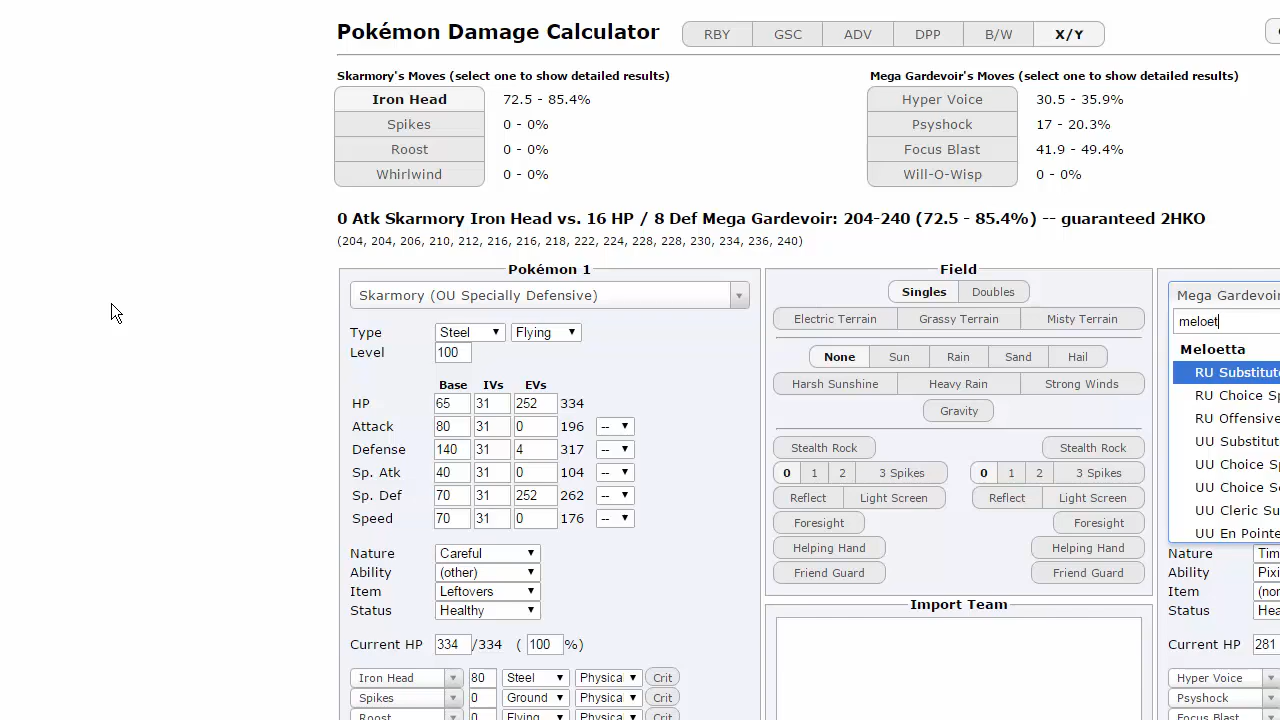 Pokémon Damage Calculator RBY GSC ADV DPP B/W X/Y
Skarmory's Moves (select one to show detailed results) Mega Gardevoir's Moves (select one to show detailed results)
Iron Head 72.5 - 85.4% Hyper Voice 30.5 - 35.9%
Spikes 0 - 0% Psyshock 17 - 20.3%
Roost 0 - 0% Focus Blast 41.9 - 49.4%
Whirlwind 0 - 0% Will-O-Wisp 0 - 0%
0 Atk Skarmory Iron Head vs. 16 HP / 8 Def Mega Gardevoir: 204-240 (72.5 - 85.4%) -- guaranteed 2HKO
(204, 204, 206, 210, 212, 216, 216, 218, 222, 224, 228, 228, 230, 234, 236, 240)
Pokémon 1
Skarmory (OU Specially Defensive)
Type Steel Flying
Level 100
Base IVs EVs
HP 65 31 252 334
Attack 80 31 0 196 --
Defense 140 31 4 317 --
Sp. Atk 40 31 0 104 --
Sp. Def 70 31 252 262 --
Speed 70 31 0 176 --
Nature Careful
Ability (other)
Item Leftovers
Status Healthy
Current HP 334 /334 ( 100 %)
Iron Head 80 Steel Physica Crit
Spikes 0 Ground Physica Crit
Roost 0 Flying Physica Crit
Field
Singles Doubles
Electric Terrain Grassy Terrain Misty Terrain
None Sun Rain Sand Hail
Harsh Sunshine Heavy Rain Strong Winds
Gravity
Stealth Rock Stealth Rock
0 1 2 3 Spikes 0 1 2 3 Spikes
Reflect Light Screen Reflect Light Screen
Foresight Foresight
Helping Hand Helping Hand
Friend Guard Friend Guard
Import Team
Mega Gardevoir
meloet
Meloetta
RU Substitut
RU Choice Sp
RU Offensive
UU Substitut
UU Choice Sp
UU Choice Sc
UU Cleric Su
UU En Pointe
Nature Tim
Ability Pixi
Item (nor
Status Hea
Current HP 281
Hyper Voice
Psyshock
Focus Blast